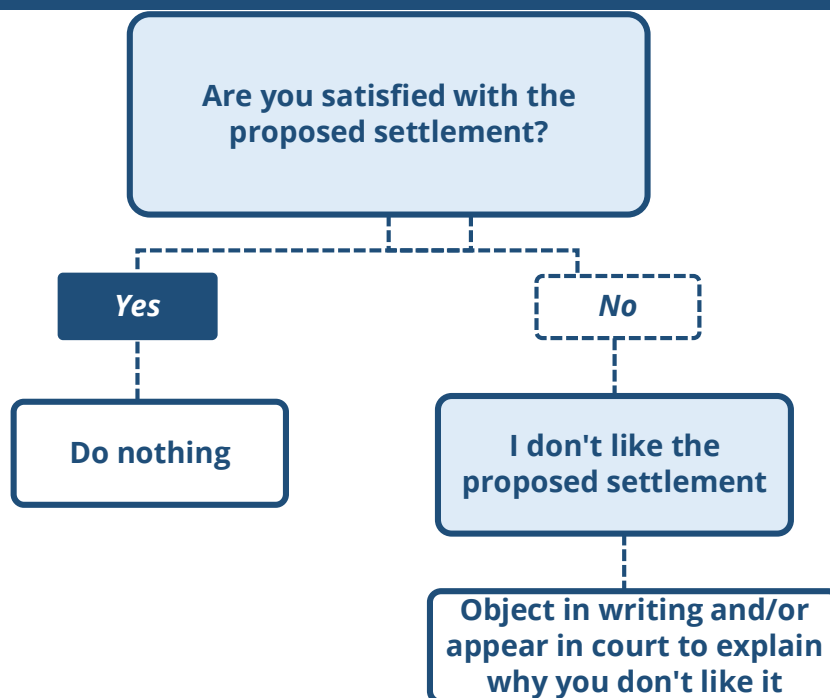 Are you satisfied with the
proposed settlement?
Yes
No
Do nothing
I don't like the
proposed settlement
Object in writing and/or
appear in court to explain
why you don't like it